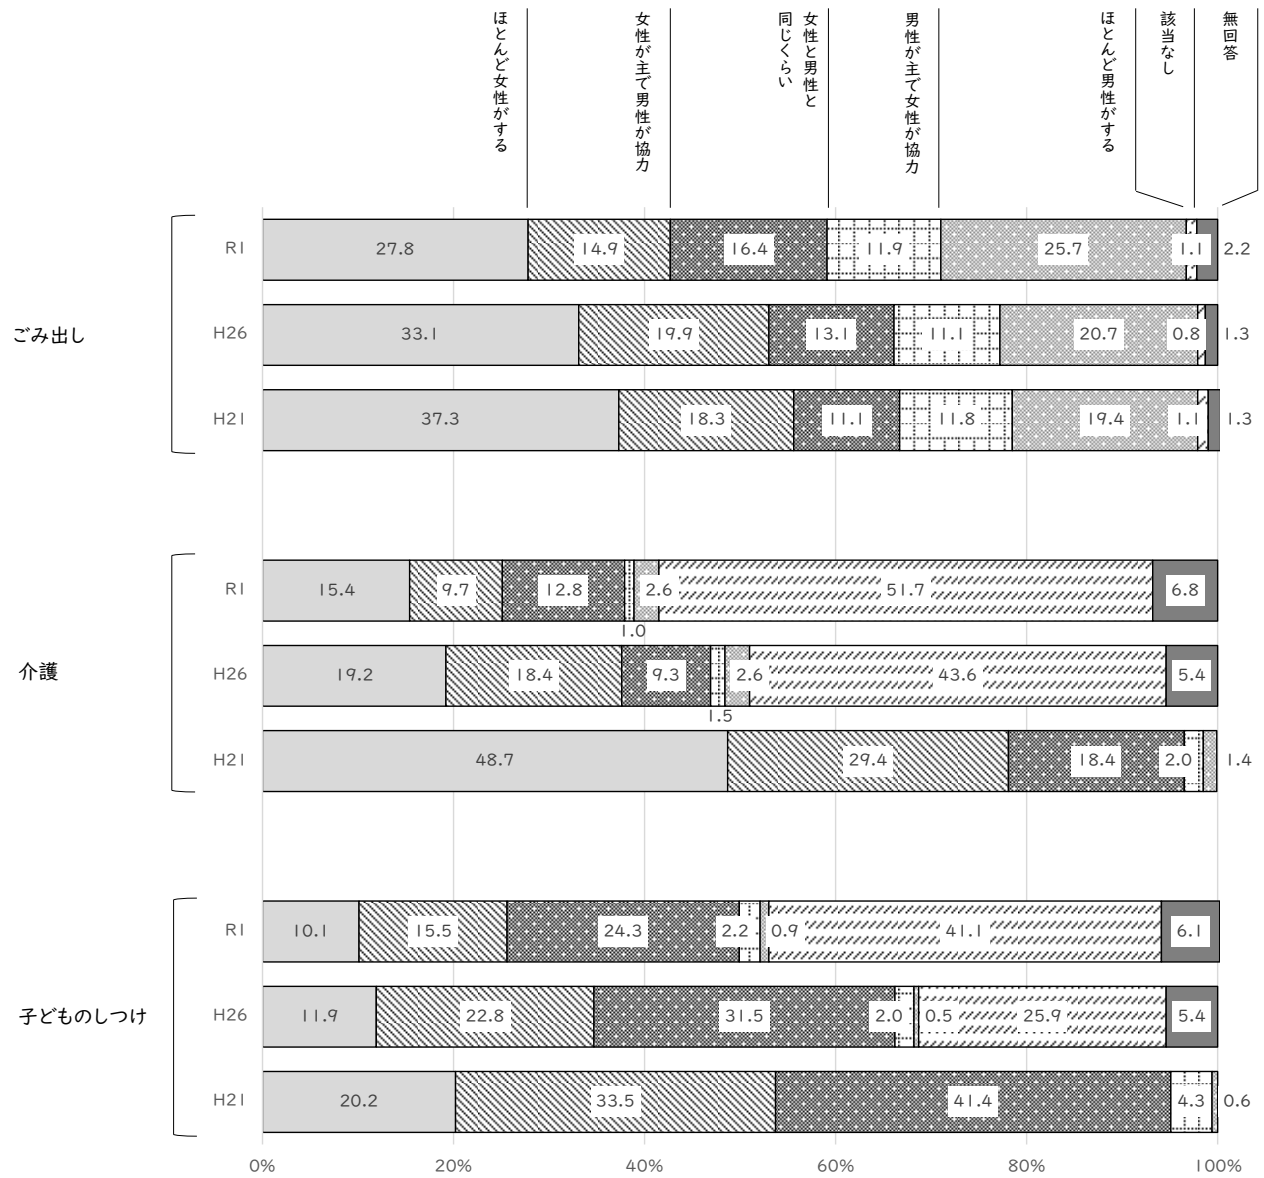 ほとんど女性がする
女性が主で男性が協力
女性と男性と
同じくらい
男性が主で女性が協力
ほとんど男性がする
該当なし
無回答
ごみ出し
R1 27.8 14.9 16.4 11.9 25.7 1.1 2.2
H26 33.1 19.9 13.1 11.1 20.7 0.8 1.3
H21 37.3 18.3 11.1 11.8 19.4 1.1 1.3
介護
R1 15.4 9.7 12.8 1.0 2.6 51.7 6.8
H26 19.2 18.4 9.3 1.5 2.6 43.6 5.4
H21 48.7 29.4 18.4 2.0 1.4
子どものしつけ
R1 10.1 15.5 24.3 2.2 0.9 41.1 6.1
H26 11.9 22.8 31.5 2.0 0.5 25.9 5.4
H21 20.2 33.5 41.4 4.3 0.6
0% 20% 40% 60% 80% 100%